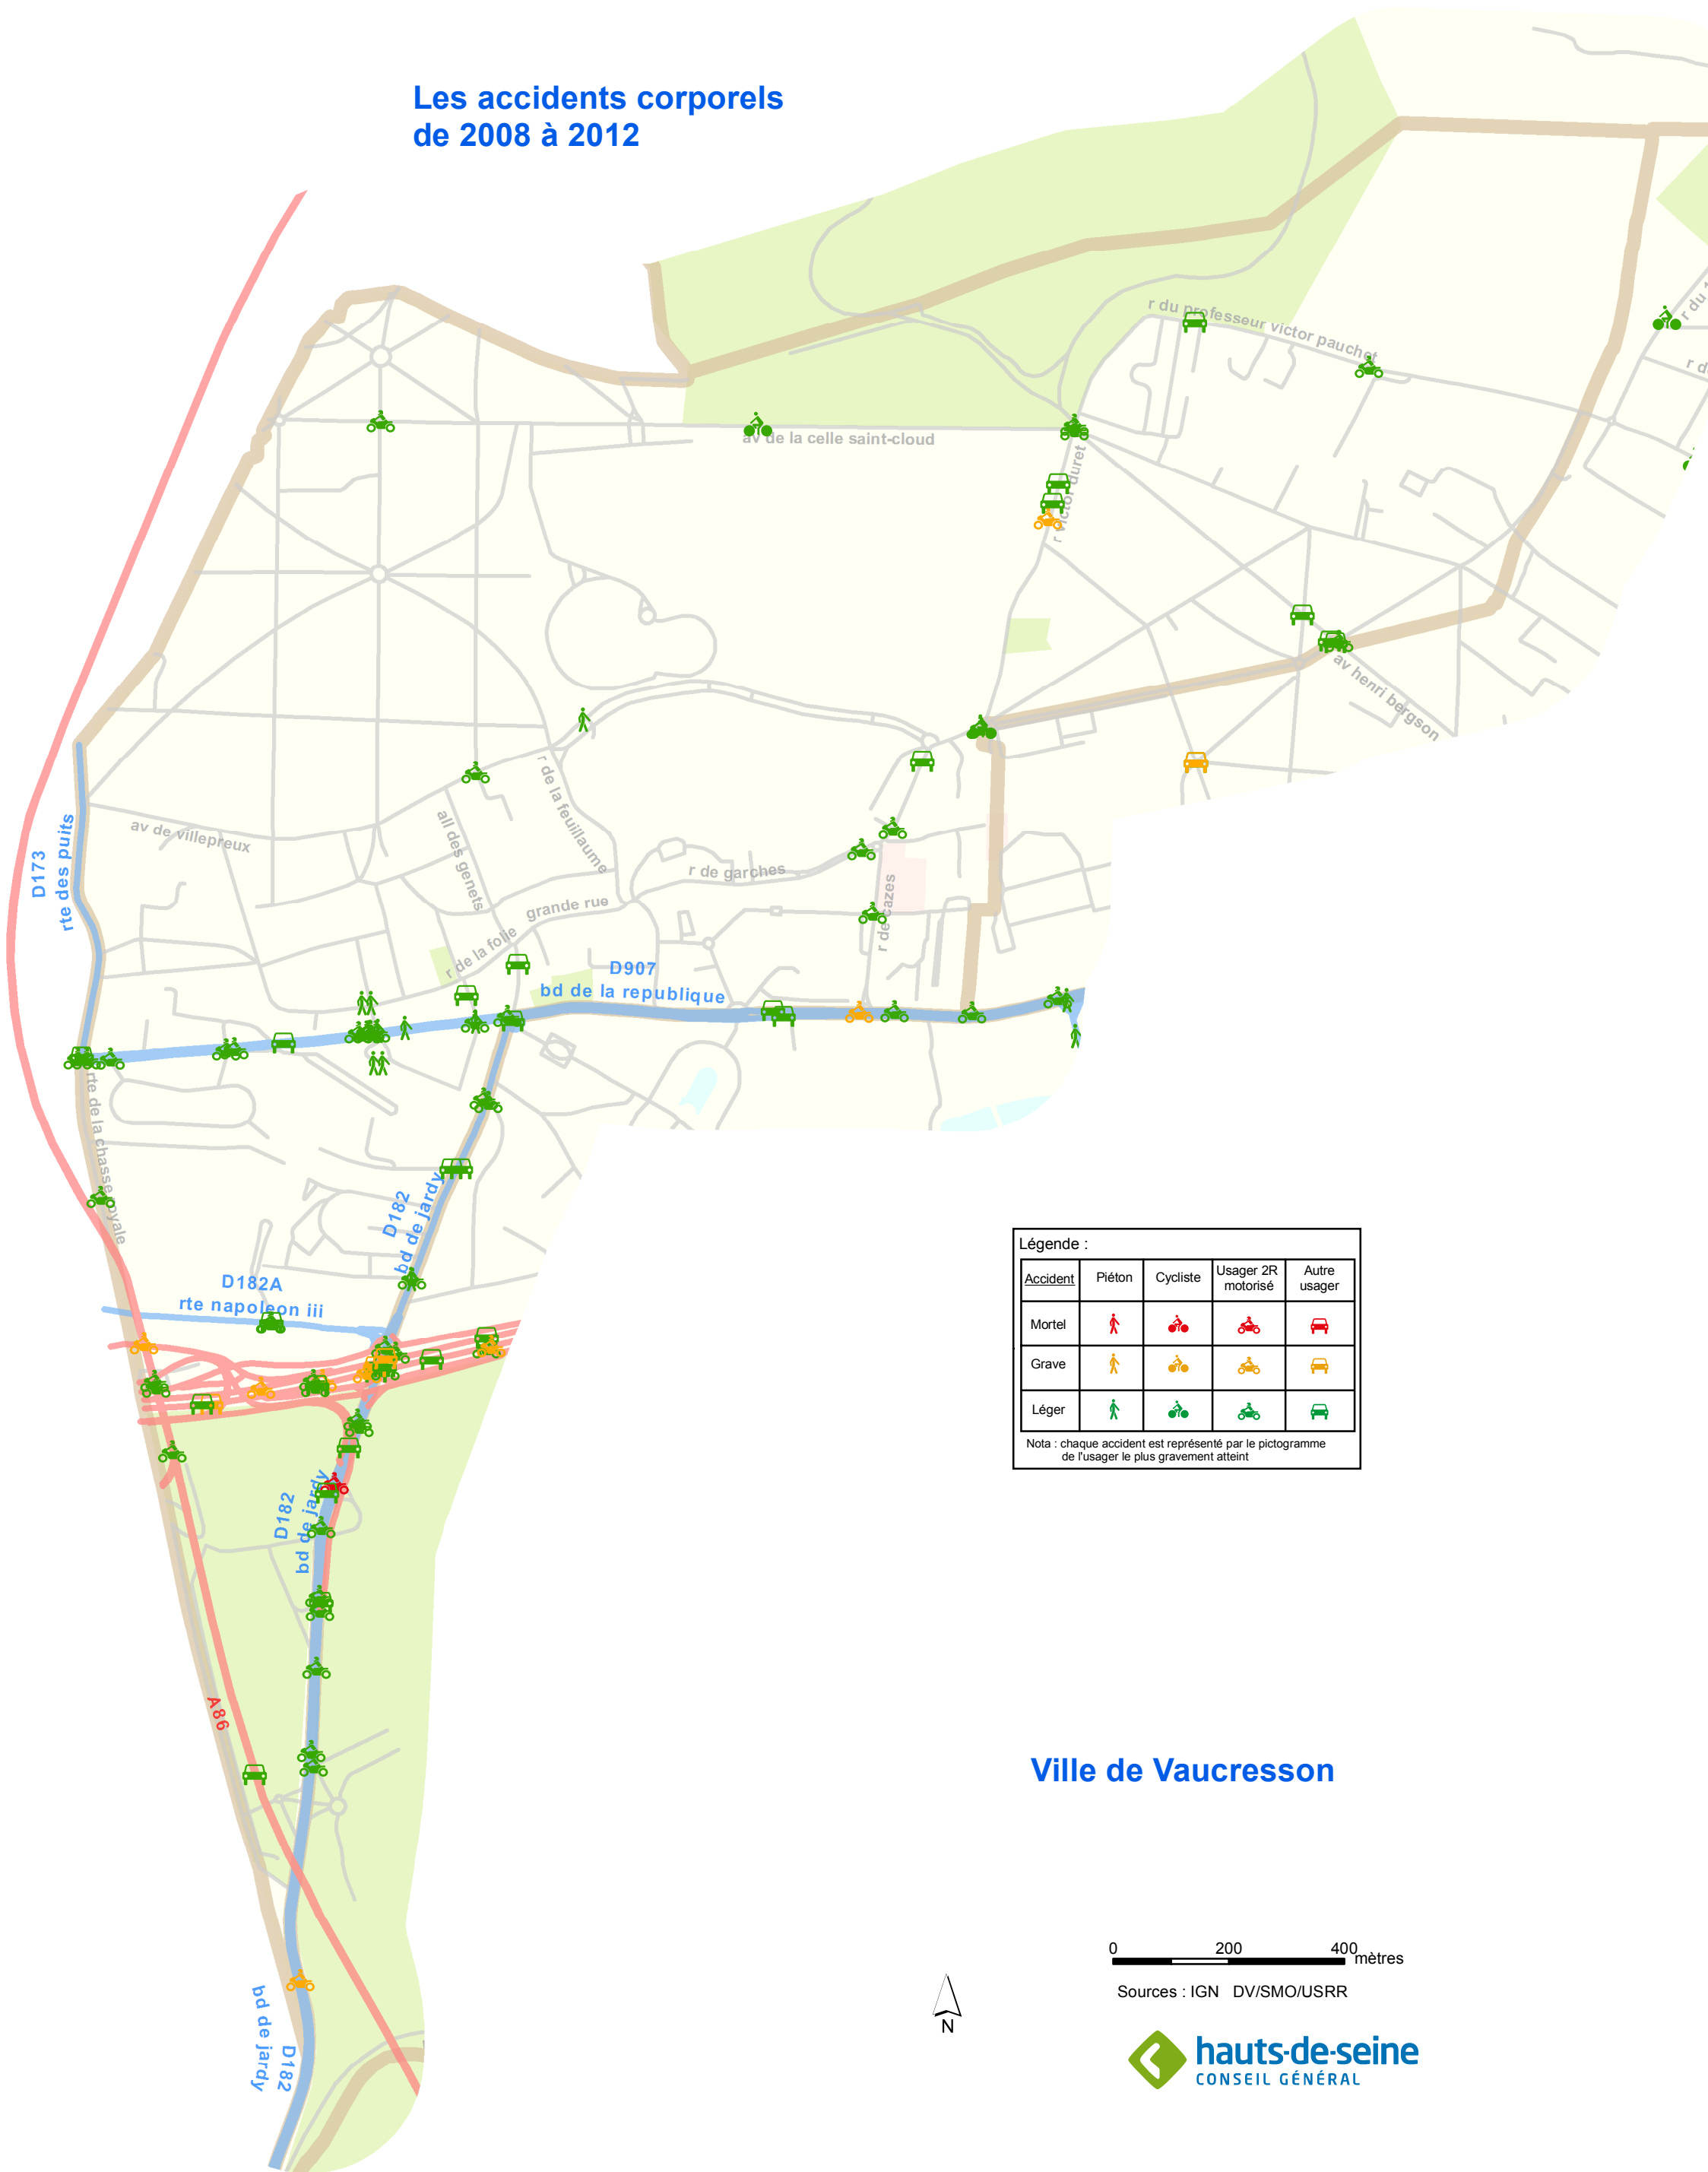 Les accidents corporels
de 2008 à 2012
r du professeur victor pauchet
r du
r d
av de la celle saint-cloud
r victor duret
av henri bergson
D173
rte des puits
av de villepreux
all des genets
r de la feuillaume
r de garches
grande rue
r de la folie
r de cazes
D907
bd de la republique
rte de la chasse royale
D182
bd de jardy
D182A
rte napoleon iii
D182
bd de jardy
A86
D182
bd de jardy
Légende :
Accident Piéton Cycliste Usager 2R motorisé Autre usager
Mortel
Grave
Léger
Nota : chaque accident est représenté par le pictogramme
de l'usager le plus gravement atteint
Ville de Vaucresson
0 200 400 mètres
Sources : IGN DV/SMO/USRR
N
hauts-de-seine
CONSEIL GÉNÉRAL